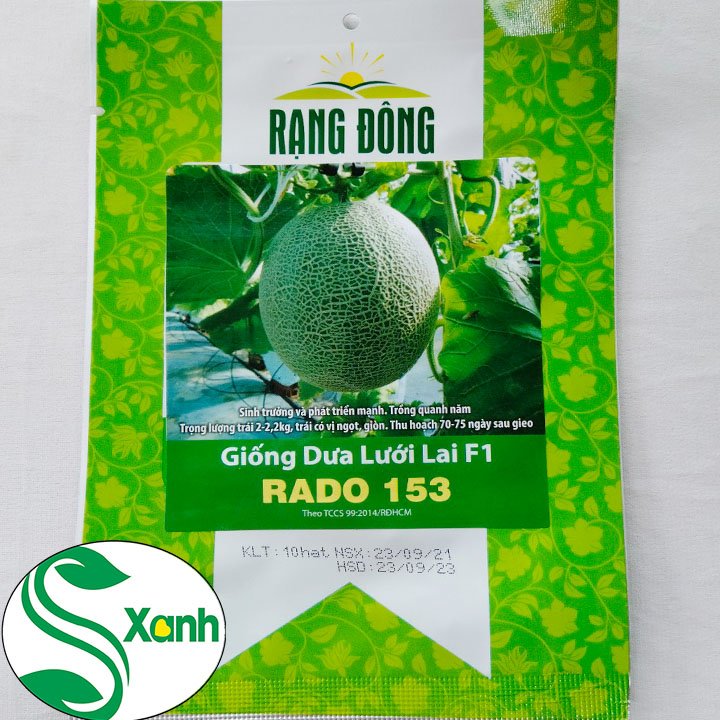 RẠNG ĐÔNG
Sinh trưởng và phát triển mạnh. Trồng quanh năm
Trọng lượng trái 2-2,2kg, trái có vị ngọt, giòn. Thu hoạch 70-75 ngày sau gieo
Giống Dưa Lưới Lai F1
RADO 153
Theo TCCS 99:2014/RĐHCM
KLT: 10hat NSX: 23/09/21
HSD: 23/09/23
Xanh